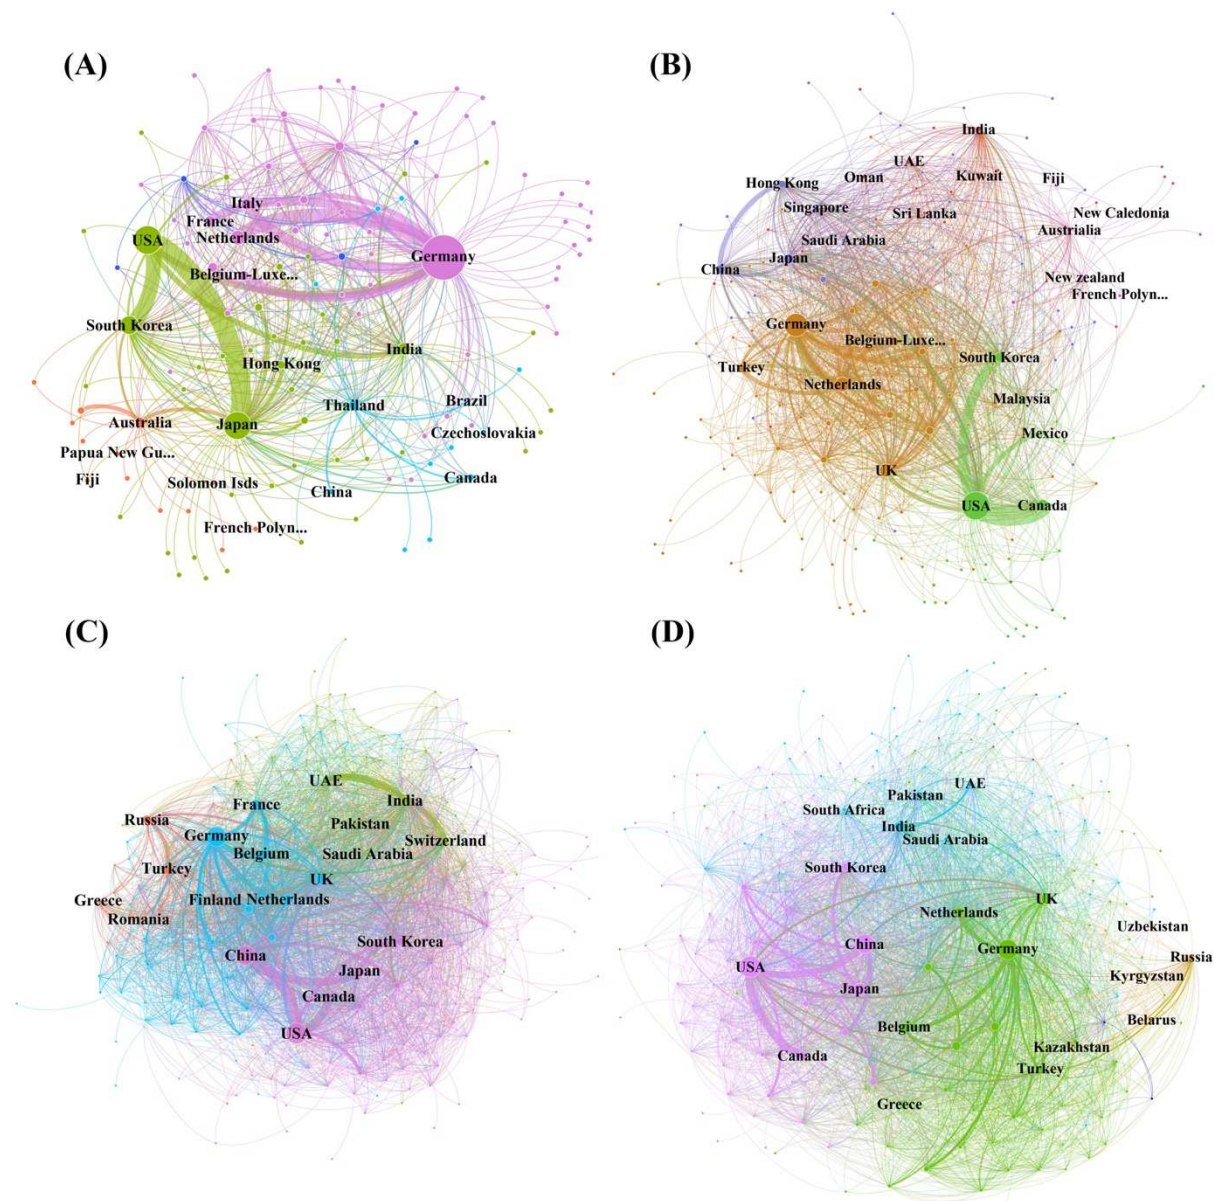 (A)
Italy
France
Netherlands
USA
Germany
Belgium-Luxe...
South Korea
India
Hong Kong
Thailand
Brazil
Australia
Japan
Czechoslovakia
Papua New Gu...
Fiji
Solomon Isds
China
Canada
French Polyn...
(B)
India
UAE
Hong Kong
Oman
Kuwait
Fiji
Singapore
Sri Lanka
New Caledonia
Austrialia
Saudi Arabia
Japan
China
New zealand
French Polyn...
Germany
Belgium-Luxe...
South Korea
Turkey
Netherlands
Malaysia
Mexico
UK
USA
Canada
(C)
UAE
France
India
Russia
Pakistan
Germany
Switzerland
Belgium
Saudi Arabia
Turkey
UK
Greece
Finland
Netherlands
Romania
South Korea
China
Japan
Canada
USA
(D)
UAE
Pakistan
South Africa
India
Saudi Arabia
South Korea
UK
Netherlands
Uzbekistan
China
Germany
Russia
USA
Kyrgyzstan
Japan
Belarus
Belgium
Kazakhstan
Canada
Turkey
Greece